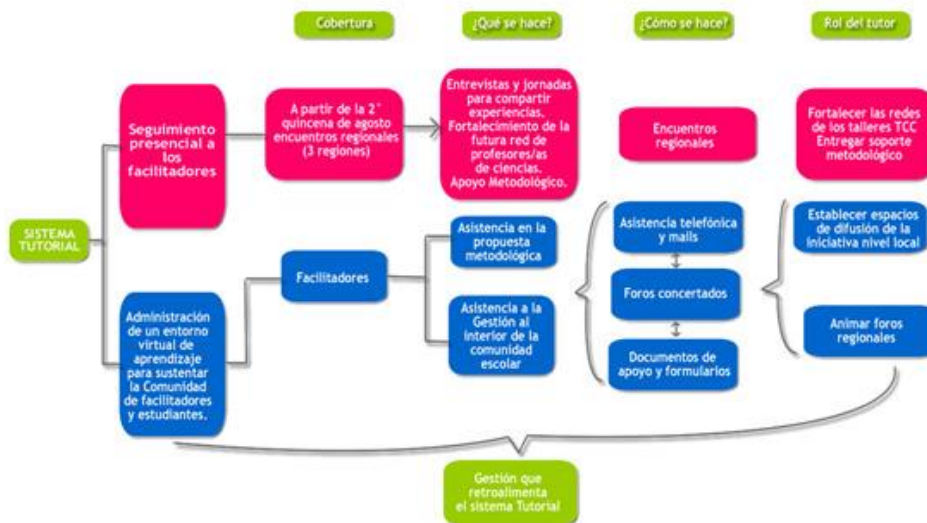 Cobertura
¿Qué se hace?
¿Cómo se hace?
Rol del tutor
Seguimiento
presencial a
los
facilitadores
A partir de la 2°
quincena de agosto
encuentros regionales
(3 regiones)
Entrevistas y jornadas
para compartir
experiencias.
Fortalecimiento de la
futura red de
profesores/as
de ciencias.
Apoyo Metodológico.
Encuentros
regionales
Fortalecer las redes
de los talleres TCC
Entregar soporte
metodológico
SISTEMA
TUTORIAL
Administración
de un entorno
virtual de
aprendizaje
para sustentar
la Comunidad
de facilitadores
y estudiantes.
Facilitadores
Asistencia en la
propuesta
metodológica
Asistencia a la
Gestión al
interior de la
comunidad
escolar
Asistencia telefónica
y mails
Foros concertados
Documentos de
apoyo y formularios
Establecer espacios
de difusión de la
iniciativa nivel local
Animar foros
regionales
Gestión que
retroalimenta
el sistema Tutorial